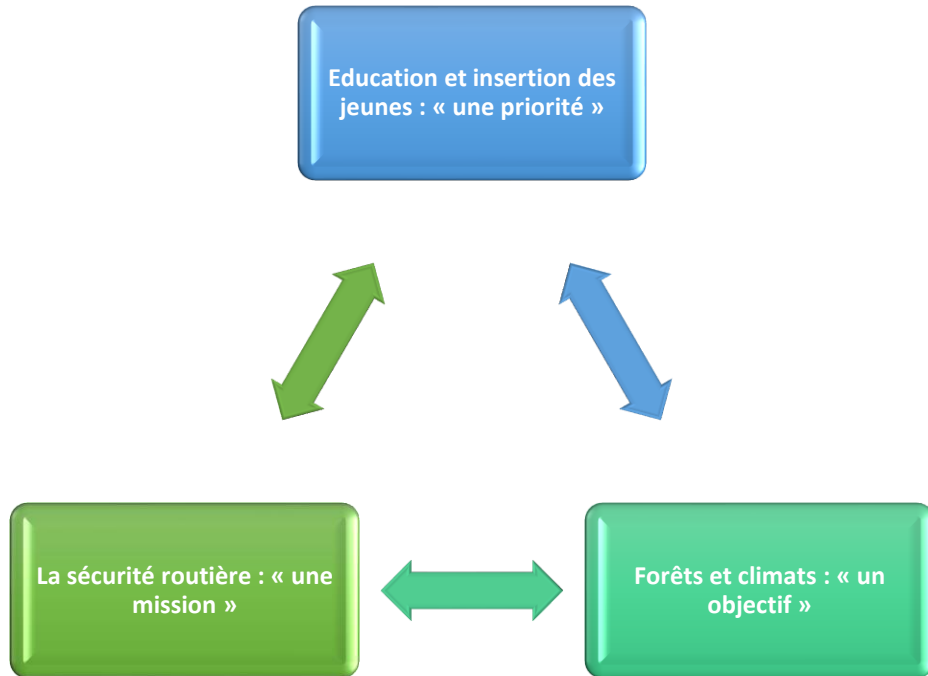 Education et insertion des
jeunes : « une priorité »
La sécurité routière : « une
mission »
Forêts et climats : « un
objectif »